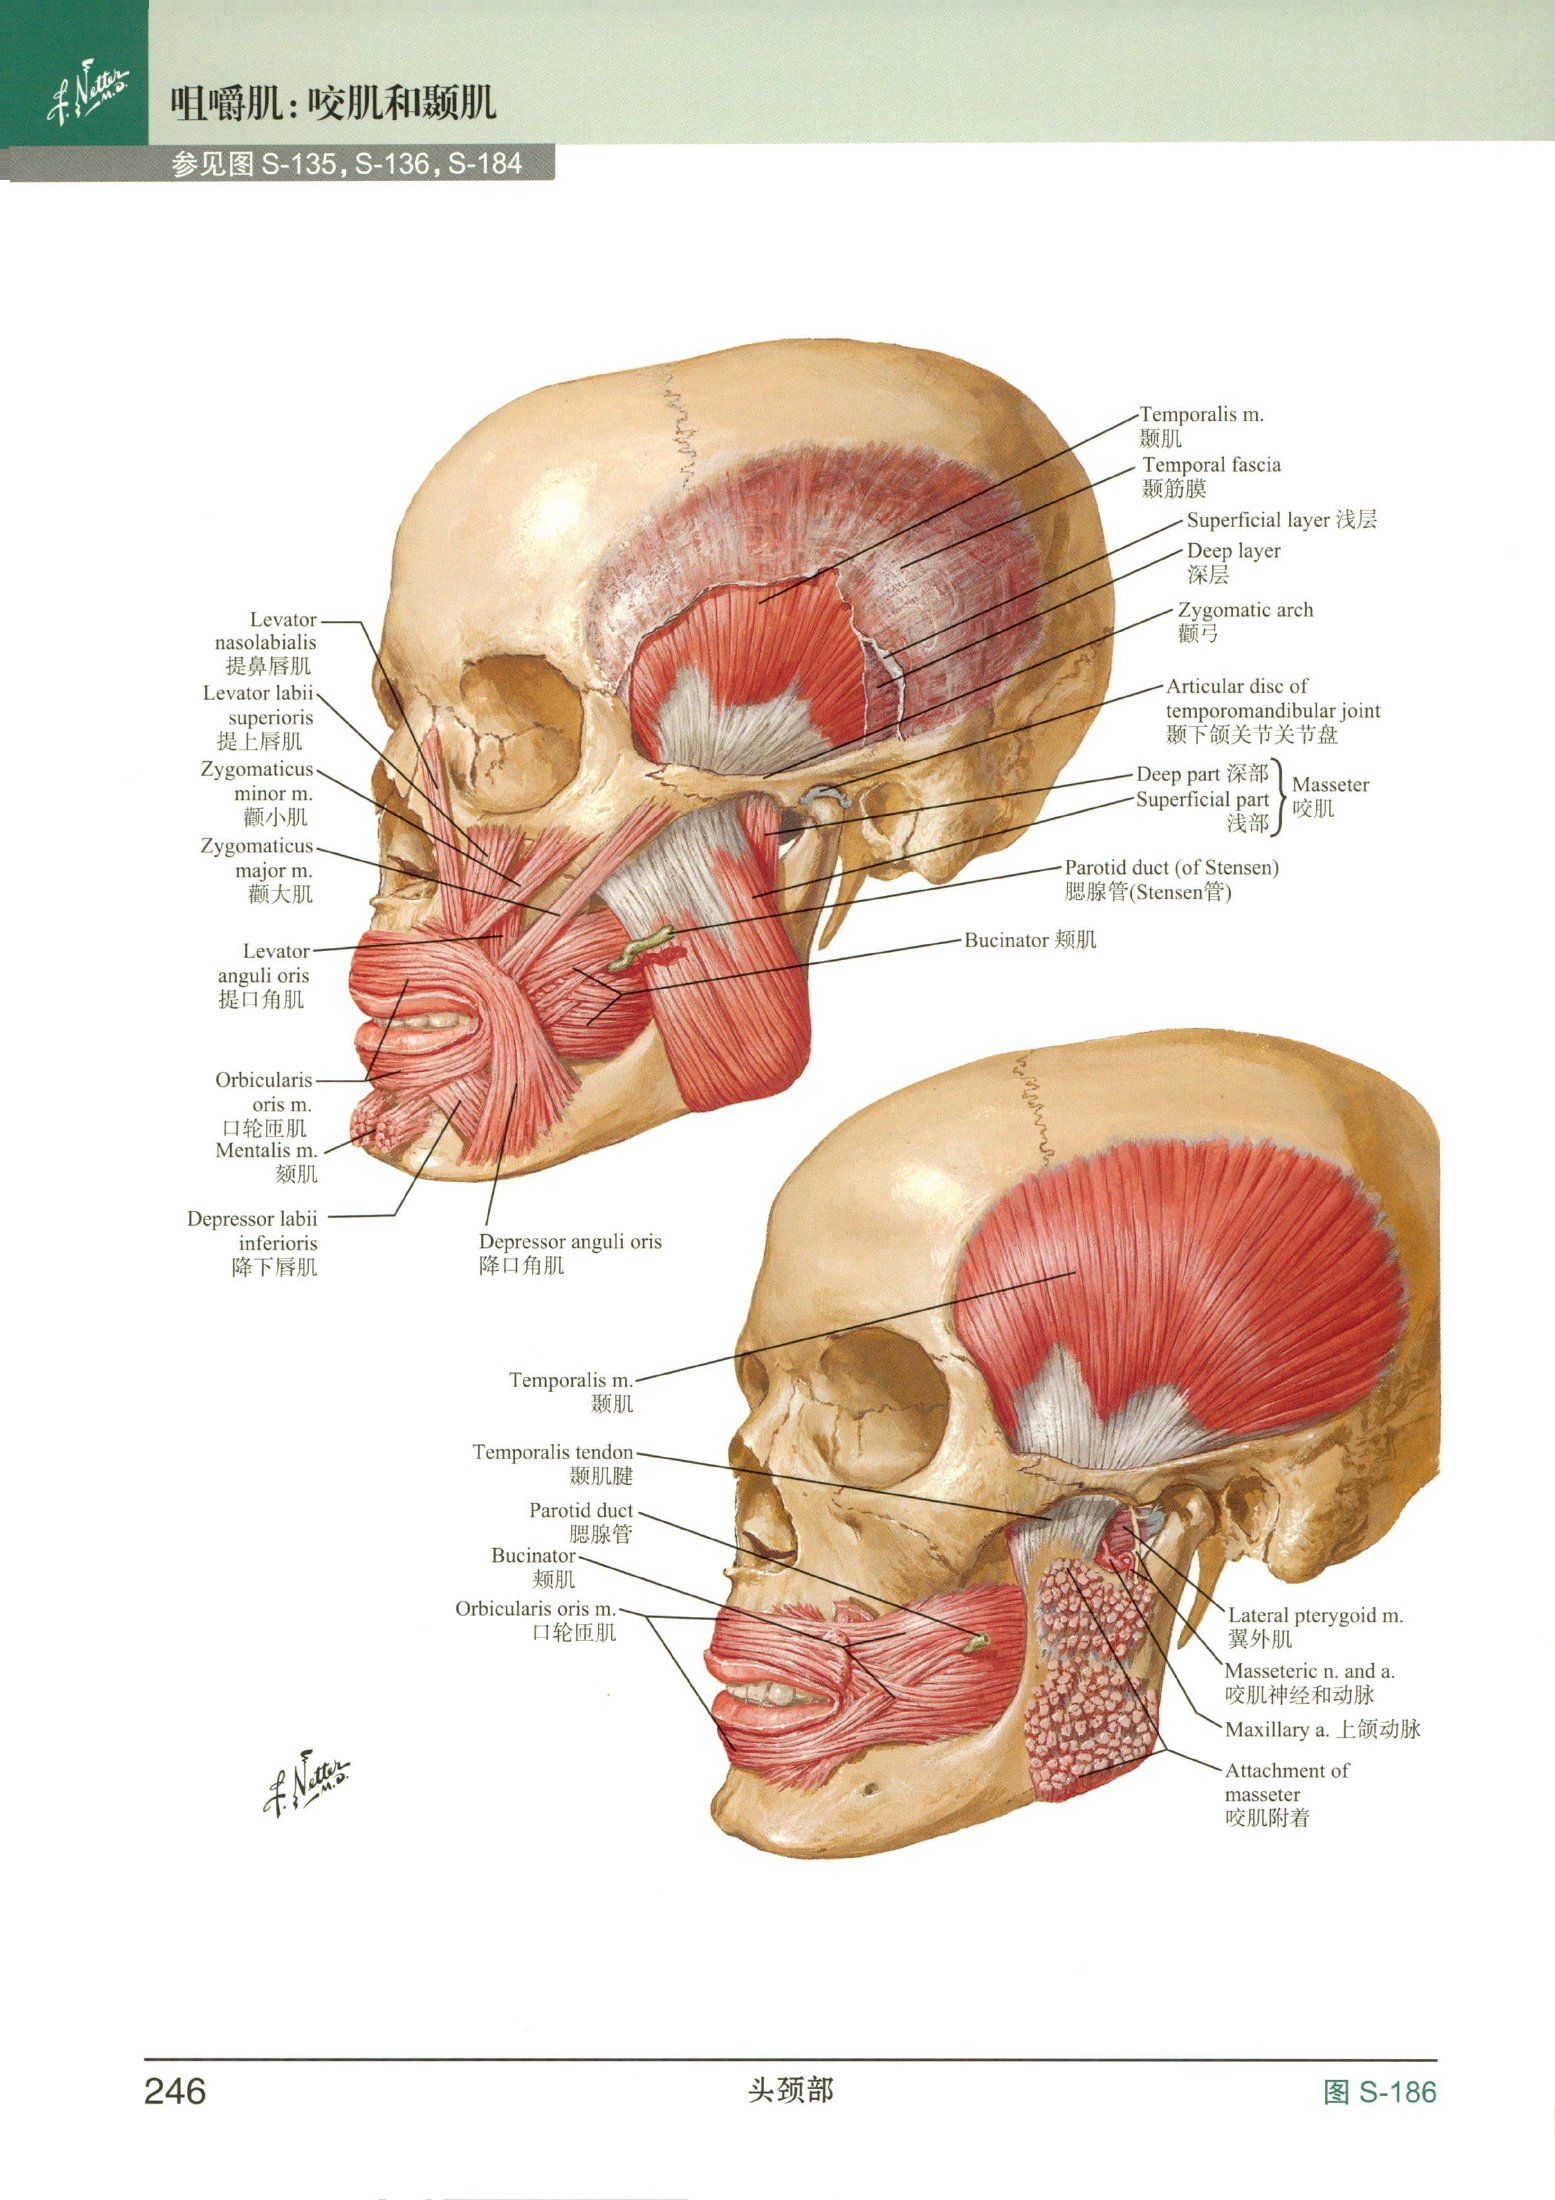 F. Netter M.D.
咀嚼肌：咬肌和颞肌
参见图 S-135, S-136, S-184
Temporalis m.
颞肌
Temporal fascia
颞筋膜
Superficial layer 浅层
Deep layer
深层
Zygomatic arch
颧弓
Articular disc of
temporomandibular joint
颞下颌关节关节盘
Deep part 深部
Superficial part
浅部
Masseter
咬肌
Parotid duct (of Stensen)
腮腺管(Stensen管)
Bucinator 颊肌
Levator
nasolabialis
提鼻唇肌
Levator labii
superioris
提上唇肌
Zygomaticus
minor m.
颧小肌
Zygomaticus
major m.
颧大肌
Levator
anguli oris
提口角肌
Orbicularis
oris m.
口轮匝肌
Mentalis m.
颏肌
Depressor labii
inferioris
降下唇肌
Depressor anguli oris
降口角肌
Temporalis m.
颞肌
Temporalis tendon
颞肌腱
Parotid duct
腮腺管
Bucinator
颊肌
Orbicularis oris m.
口轮匝肌
Lateral pterygoid m.
翼外肌
Masseteric n. and a.
咬肌神经和动脉
Maxillary a. 上颌动脉
Attachment of
masseter
咬肌附着
F. Netter M.D.
246
头颈部
图 S-186